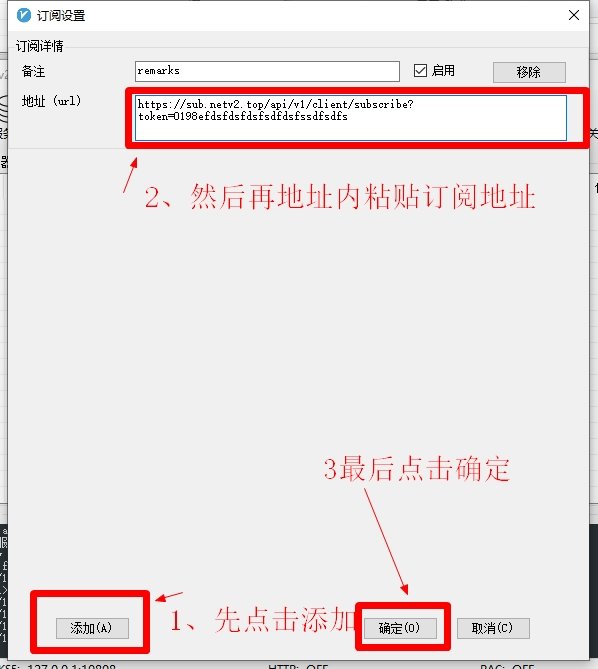 订阅设置
订阅详情
备注 remarks 启用 移除
地址 (url) https://sub.netv2.top/api/v1/client/subscribe?
token=0198efdsfdsfdsfsdfdsfssdfsdfs
2、然后再地址内粘贴订阅地址
3最后点击确定
添加(A) 1、先点击添加 确定(O) 取消(C)
127.0.0.1:10808 HTTP: OFF PAC: OFF